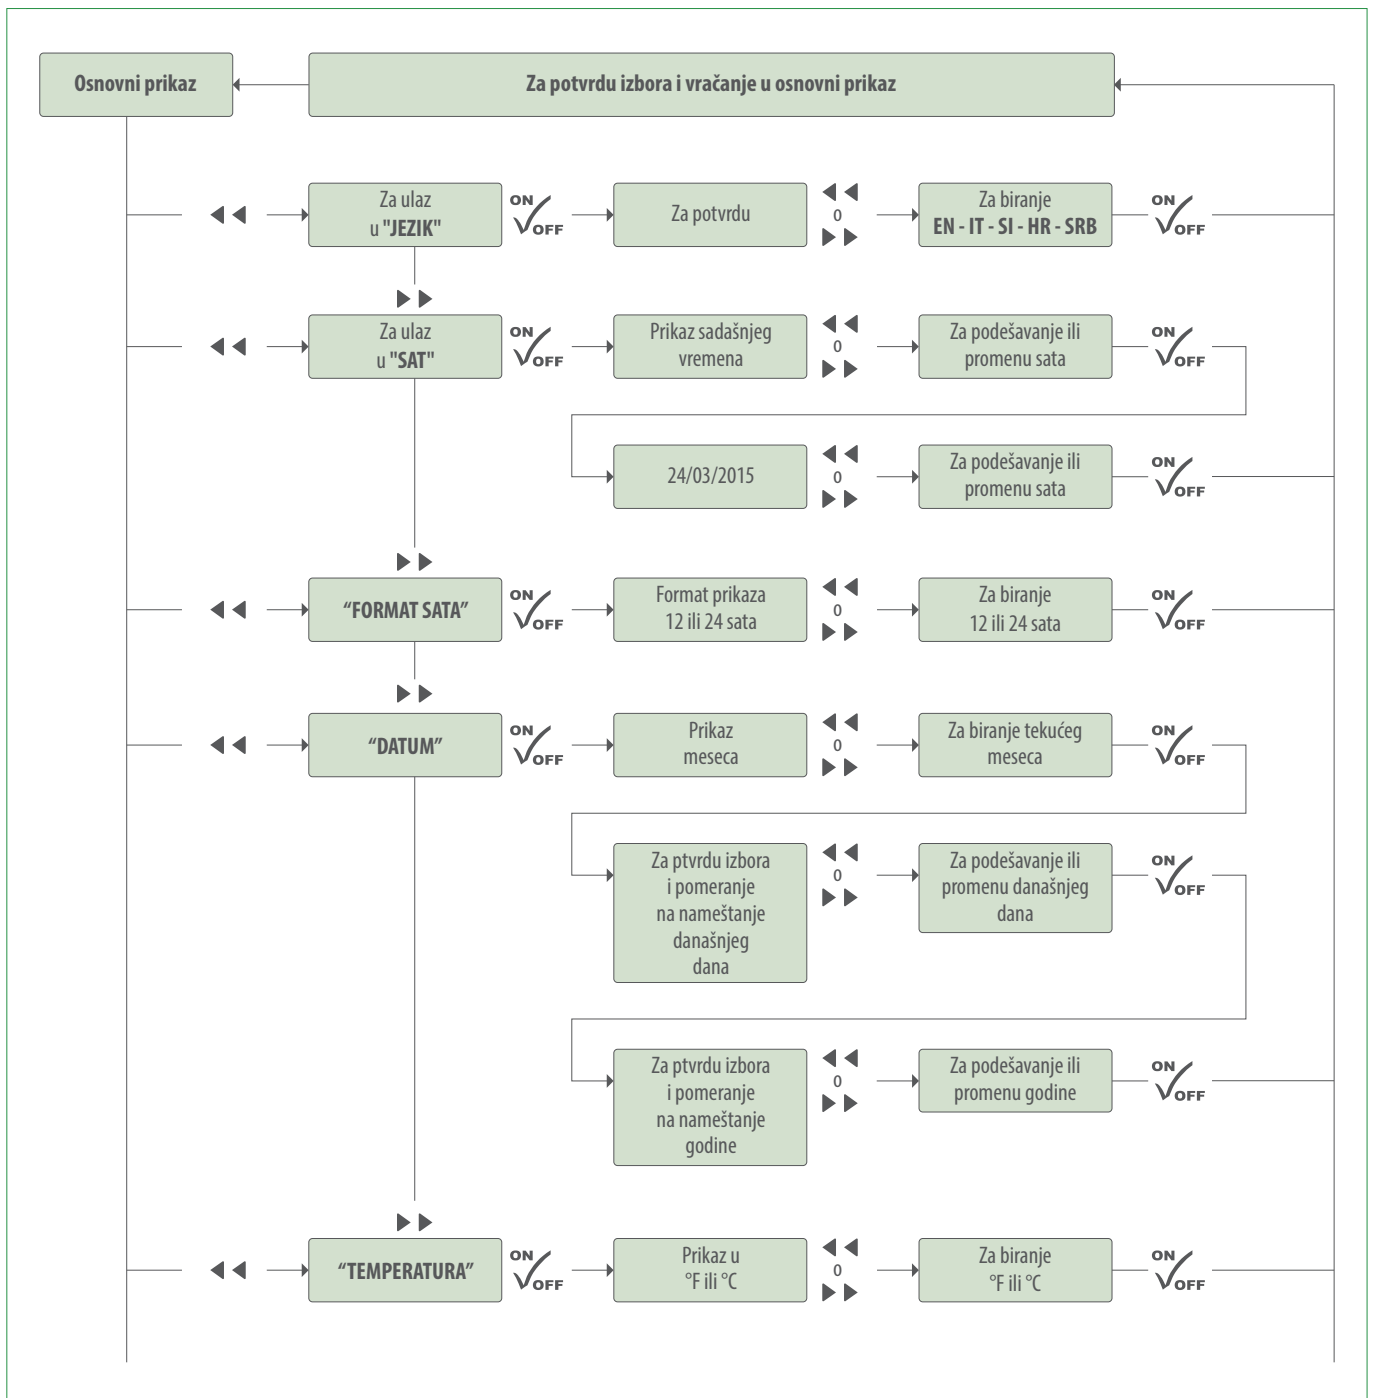 Osnovni prikaz
Za potvrdu izbora i vračanje u osnovni prikaz
Za ulaz
u "JEZIK"
ON
OFF
Za potvrdu
0
Za biranje
EN - IT - SI - HR - SRB
ON
OFF
Za ulaz
u "SAT"
ON
OFF
Prikaz sadašnjeg
vremena
0
Za podešavanje ili
promenu sata
ON
OFF
24/03/2015
0
Za podešavanje ili
promenu sata
ON
OFF
“FORMAT SATA”
ON
OFF
Format prikaza
12 ili 24 sata
0
Za biranje
12 ili 24 sata
ON
OFF
“DATUM”
ON
OFF
Prikaz
meseca
0
Za biranje tekućeg
meseca
ON
OFF
Za ptvrdu izbora
i pomeranje
na nameštanje
današnjeg
dana
0
Za podešavanje ili
promenu današnjeg
dana
ON
OFF
Za ptvrdu izbora
i pomeranje
na nameštanje
godine
0
Za podešavanje ili
promenu godine
ON
OFF
“TEMPERATURA”
ON
OFF
Prikaz u
°F ili °C
0
Za biranje
°F ili °C
ON
OFF